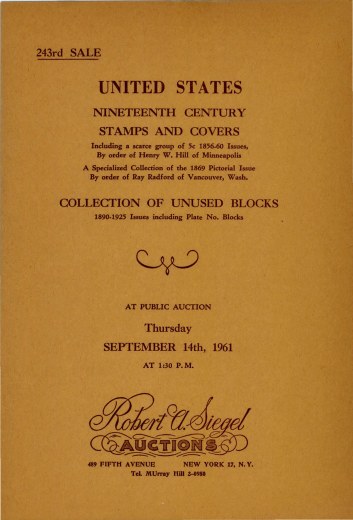 243rd SALE
UNITED STATES
NINETEENTH CENTURY
STAMPS AND COVERS
Including a scarce group of 5c 1856-60 Issues,
By order of Henry W. Hill of Minneapolis
A Specialized Collection of the 1869 Pictorial Issue
By order of Ray Radford of Vancouver, Wash.
COLLECTION OF UNUSED BLOCKS
1890-1925 Issues including Plate No. Blocks
AT PUBLIC AUCTION
Thursday
SEPTEMBER 14th, 1961
AT 1:30 P.M.
Robert A. Siegel
AUCTIONS
489 FIFTH AVENUE NEW YORK 17, N.Y.
Tel. MUrray Hill 2-0980